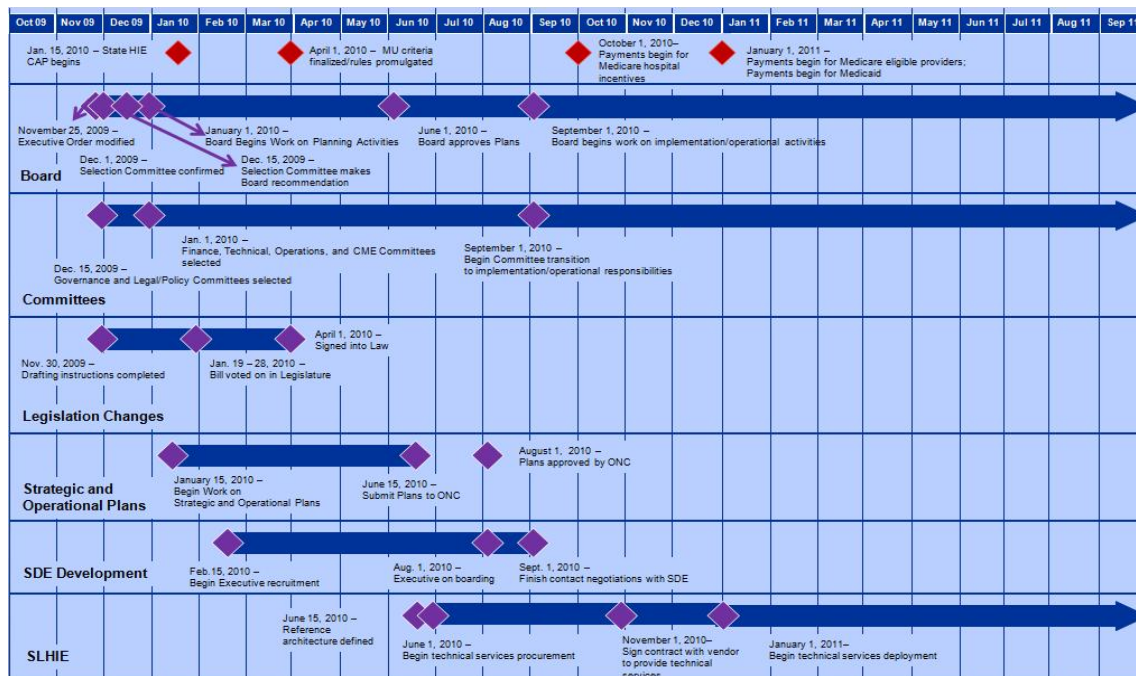 Oct 09 Nov 09 Dec 09 Jan 10 Feb 10 Mar 10 Apr 10 May 10 Jun 10 Jul 10 Aug 10 Sep 10 Oct 10 Nov 10 Dec 10 Jan 11 Feb 11 Mar 11 Apr 11 May 11 Jun 11 Jul 11 Aug 11 Sep 11
Jan. 15, 2010 – State HIE
CAP begins
April 1, 2010 – MU criteria
finalized/rules promulgated
October 1, 2010–
Payments begin for
Medicare hospital
incentives
January 1, 2011 –
Payments begin for Medicare eligible providers;
Payments begin for Medicaid
November 25, 2009 –
Executive Order modified
January 1, 2010 –
Board Begins Work on Planning Activities
June 1, 2010 –
Board approves Plans
September 1, 2010 –
Board begins work on implementation/operational activities
Dec. 1, 2009 –
Selection Committee confirmed
Dec. 15, 2009 –
Selection Committee makes
Board recommendation
Board
Jan. 1, 2010 –
Finance, Technical, Operations, and CME Committees
selected
September 1, 2010 –
Begin Committee transition
to implementation/operational responsibilities
Dec. 15, 2009 –
Governance and Legal/Policy Committees selected
Committees
April 1, 2010 –
Signed into Law
Nov. 30, 2009 –
Drafting instructions completed
Jan. 19 – 28, 2010 –
Bill voted on in Legislature
Legislation Changes
August 1, 2010 –
Plans approved by ONC
January 15, 2010 –
Begin Work on
Strategic and Operational Plans
June 15, 2010 –
Submit Plans to ONC
Strategic and
Operational Plans
Feb. 15, 2010 –
Begin Executive recruitment
Aug. 1, 2010 –
Executive on boarding
Sept. 1, 2010 –
Finish contact negotiations with SDE
SDE Development
June 15, 2010 –
Reference
architecture defined
June 1, 2010 –
Begin technical services procurement
November 1, 2010–
Sign contract with vendor
to provide technical
services
January 1, 2011–
Begin technical services deployment
SLHIE